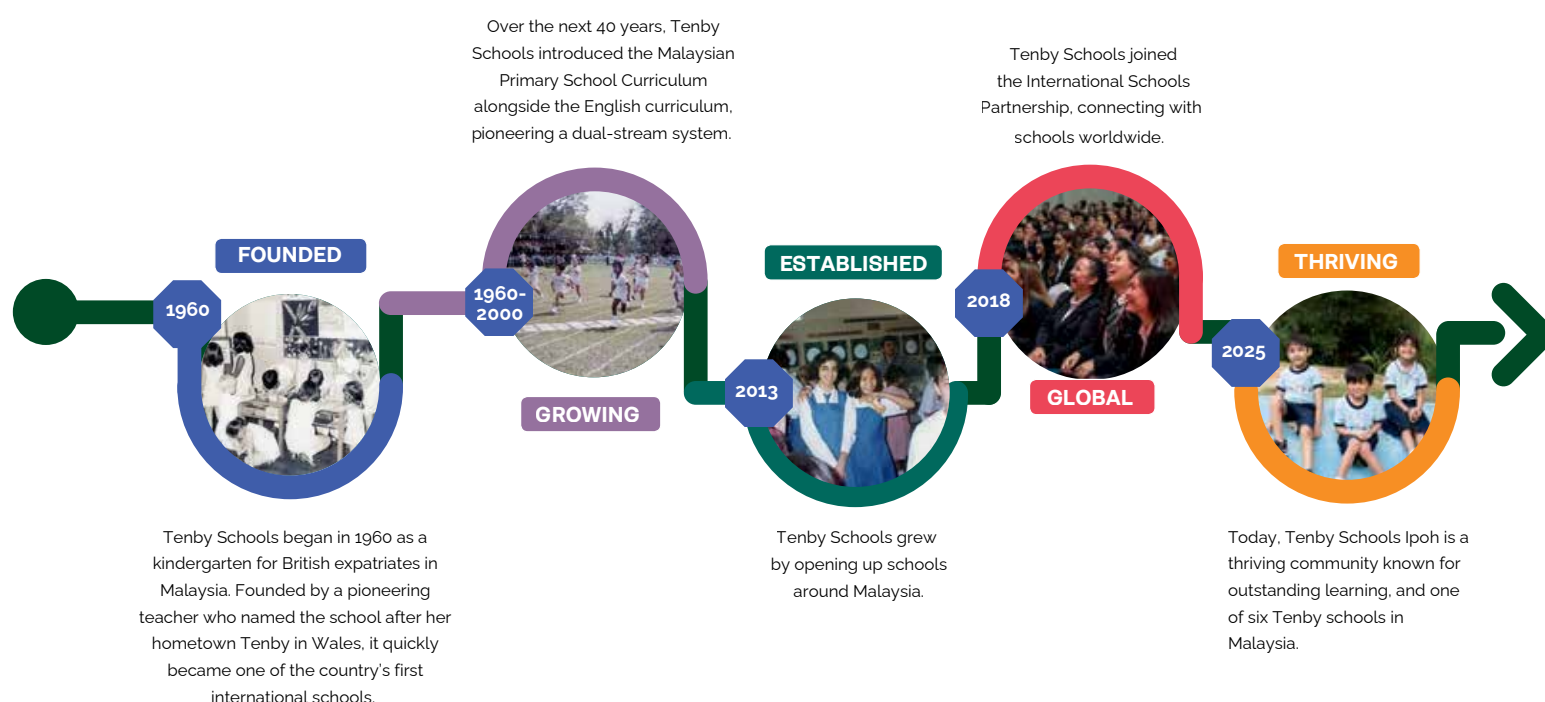 FOUNDED
1960
Tenby Schools began in 1960 as a
kindergarten for British expatriates in
Malaysia. Founded by a pioneering
teacher who named the school after her
hometown Tenby in Wales, it quickly
became one of the country's first
international schools.
Over the next 40 years, Tenby
Schools introduced the Malaysian
Primary School Curriculum
alongside the English curriculum,
pioneering a dual-stream system.
1960-
2000
GROWING
ESTABLISHED
2013
Tenby Schools grew
by opening up schools
around Malaysia.
Tenby Schools joined
the International Schools
Partnership, connecting with
schools worldwide.
2018
GLOBAL
THRIVING
2025
Today, Tenby Schools Ipoh is a
thriving community known for
outstanding learning, and one
of six Tenby schools in
Malaysia.